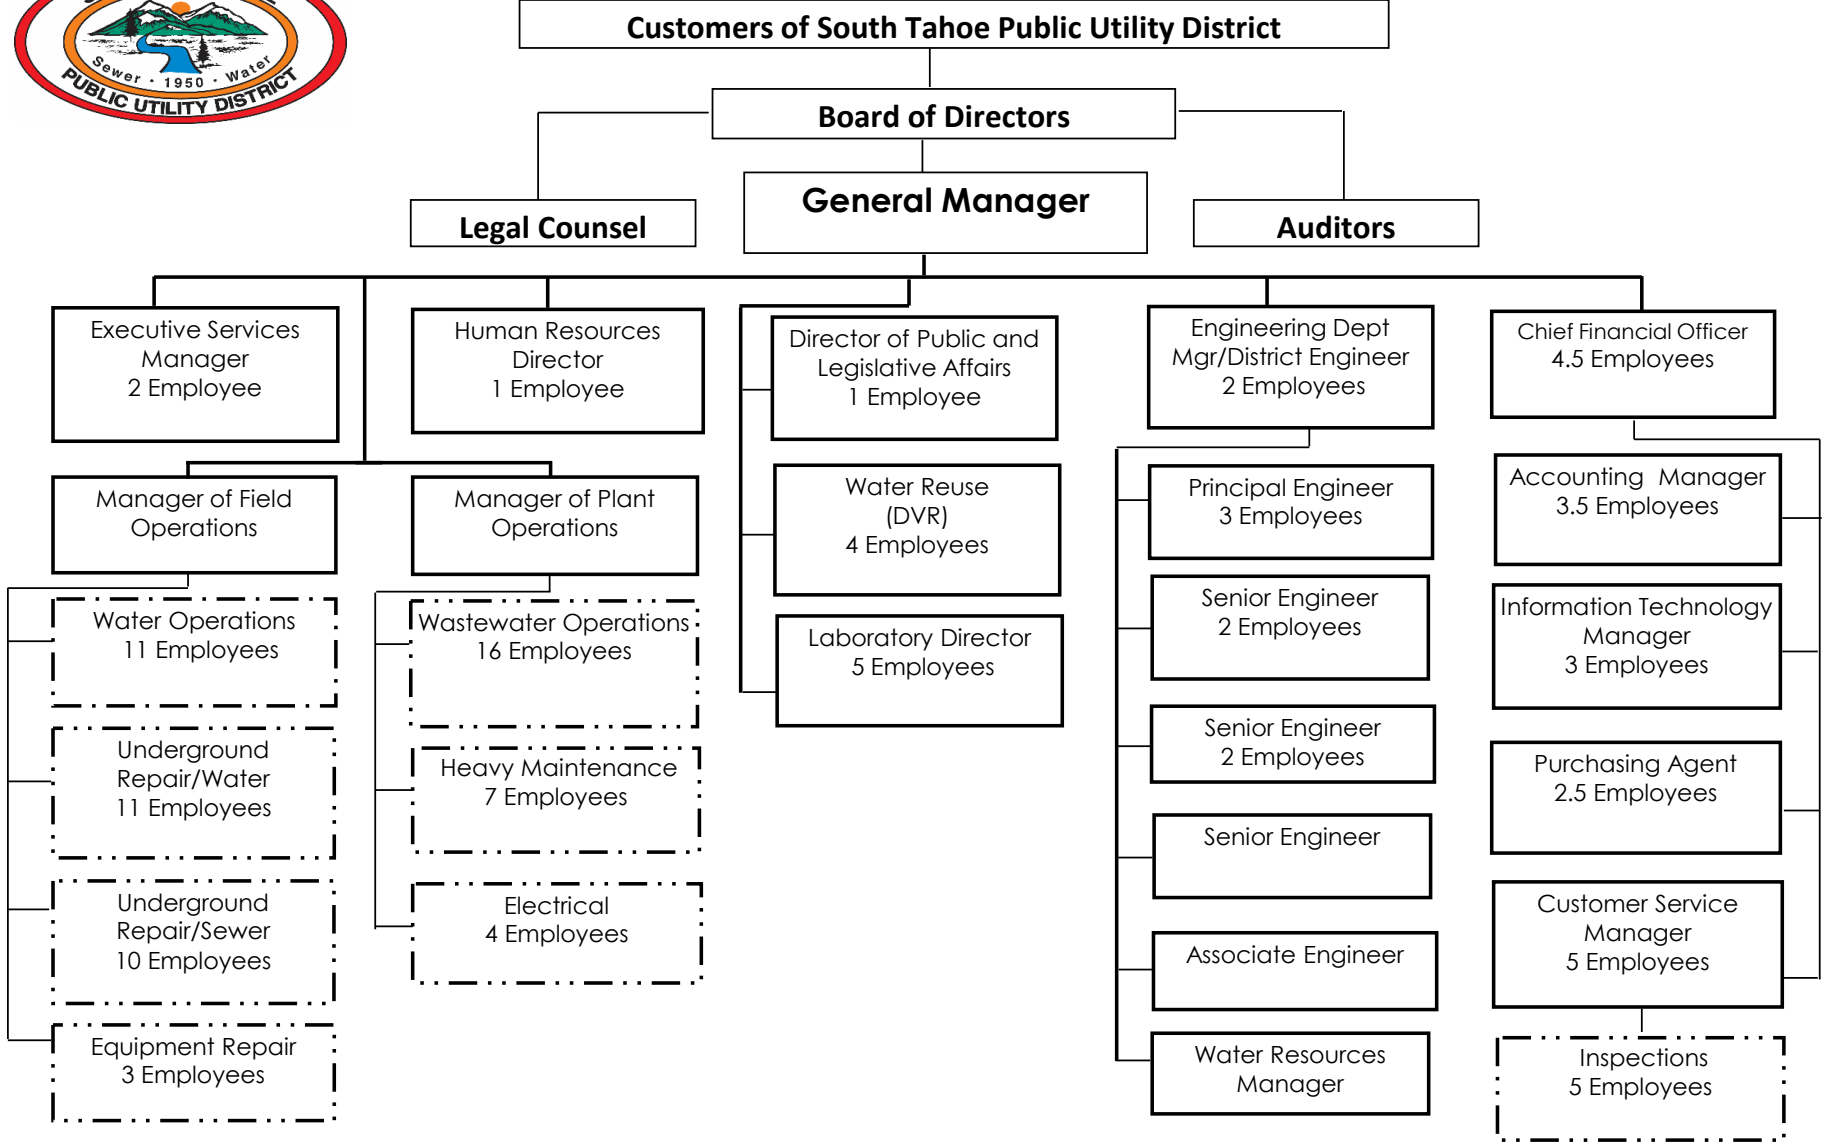 Sewer · 1950 · Water
PUBLIC UTILITY DISTRICT
Customers of South Tahoe Public Utility District
Board of Directors
General Manager
Legal Counsel
Auditors
Executive Services
Manager
2 Employee
Human Resources
Director
1 Employee
Director of Public and
Legislative Affairs
1 Employee
Engineering Dept
Mgr/District Engineer
2 Employees
Chief Financial Officer
4.5 Employees
Manager of Field
Operations
Manager of Plant
Operations
Water Reuse
(DVR)
4 Employees
Principal Engineer
3 Employees
Accounting  Manager
3.5 Employees
Water Operations
11 Employees
Wastewater Operations
16 Employees
Laboratory Director
5 Employees
Senior Engineer
2 Employees
Information Technology
Manager
3 Employees
Underground
Repair/Water
11 Employees
Heavy Maintenance
7 Employees
Senior Engineer
2 Employees
Purchasing Agent
2.5 Employees
Senior Engineer
Underground
Repair/Sewer
10 Employees
Electrical
4 Employees
Associate Engineer
Customer Service
Manager
5 Employees
Equipment Repair
3 Employees
Water Resources
Manager
Inspections
5 Employees